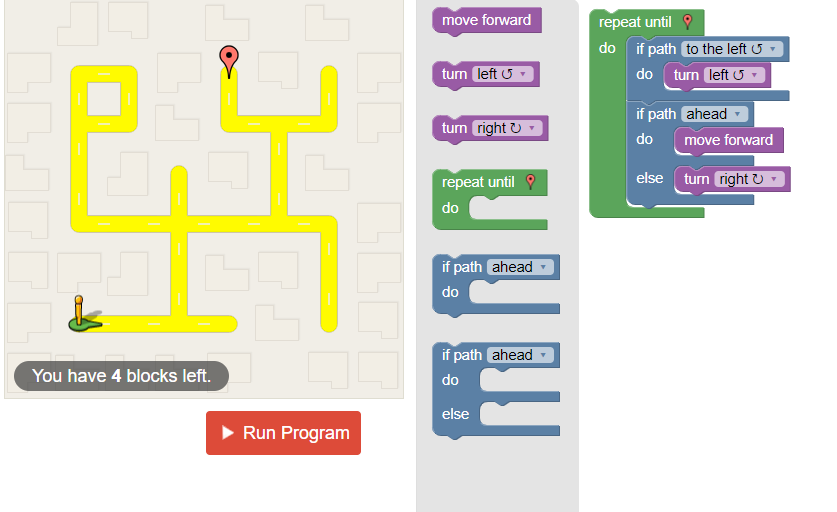 You have 4 blocks left.
Run Program
move forward
turn left ↺
turn right ↻
repeat until
do
if path ahead
do
if path ahead
do
else
repeat until
do
if path to the left ↺
do turn left ↺
if path ahead
do move forward
else turn right ↻